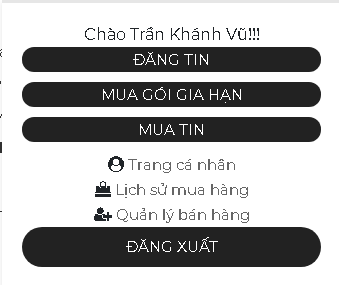 Chào Trần Khánh Vũ!!!
ĐĂNG TIN
MUA GÓI GIA HẠN
MUA TIN
Trang cá nhân
Lịch sử mua hàng
Quản lý bán hàng
ĐĂNG XUẤT